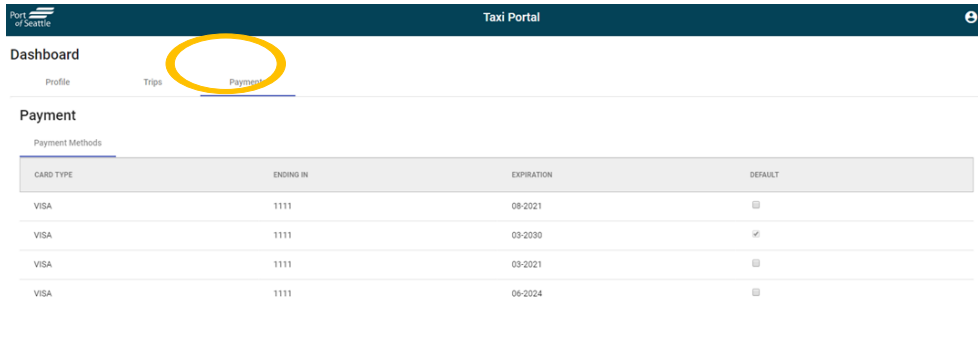 Port
of Seattle
Taxi Portal
Dashboard
Profile Trips Payment
Payment
Payment Methods
CARD TYPE ENDING IN EXPIRATION DEFAULT
VISA 1111 08-2021
VISA 1111 03-2030
VISA 1111 03-2021
VISA 1111 06-2024